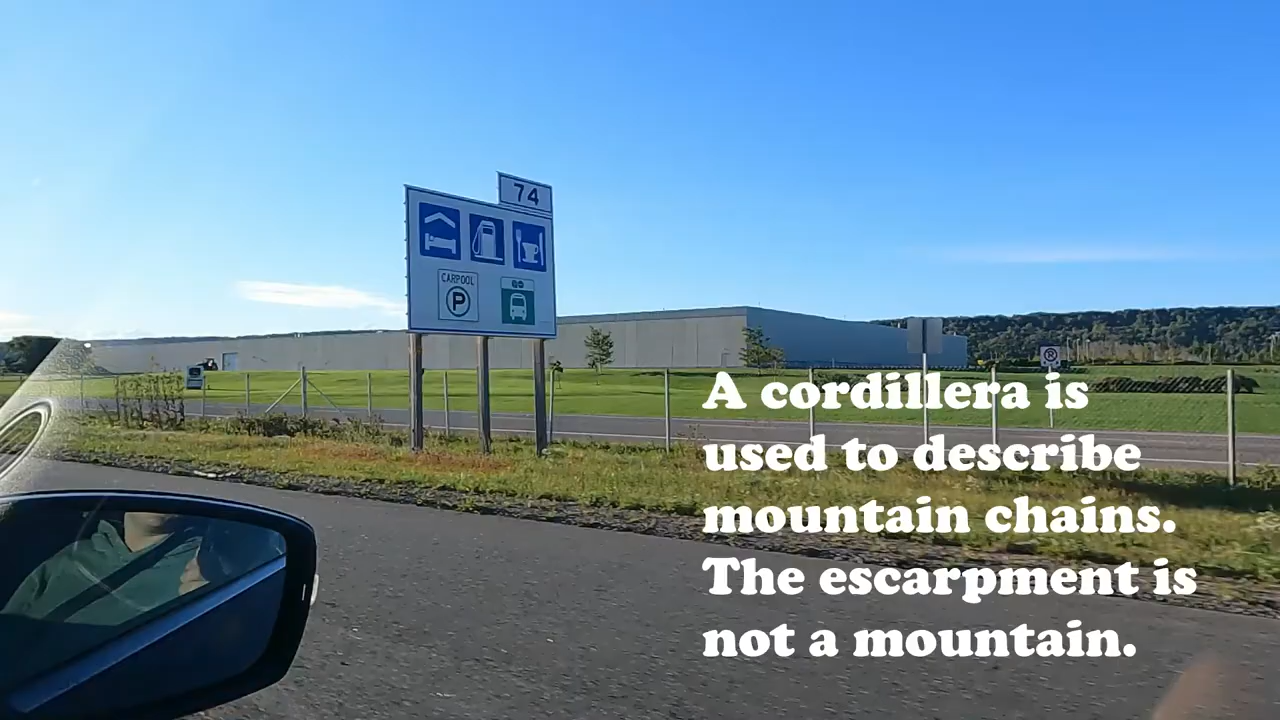 74
CARPOOL
P
A cordillera is
used to describe
mountain chains.
The escarpment is
not a mountain.